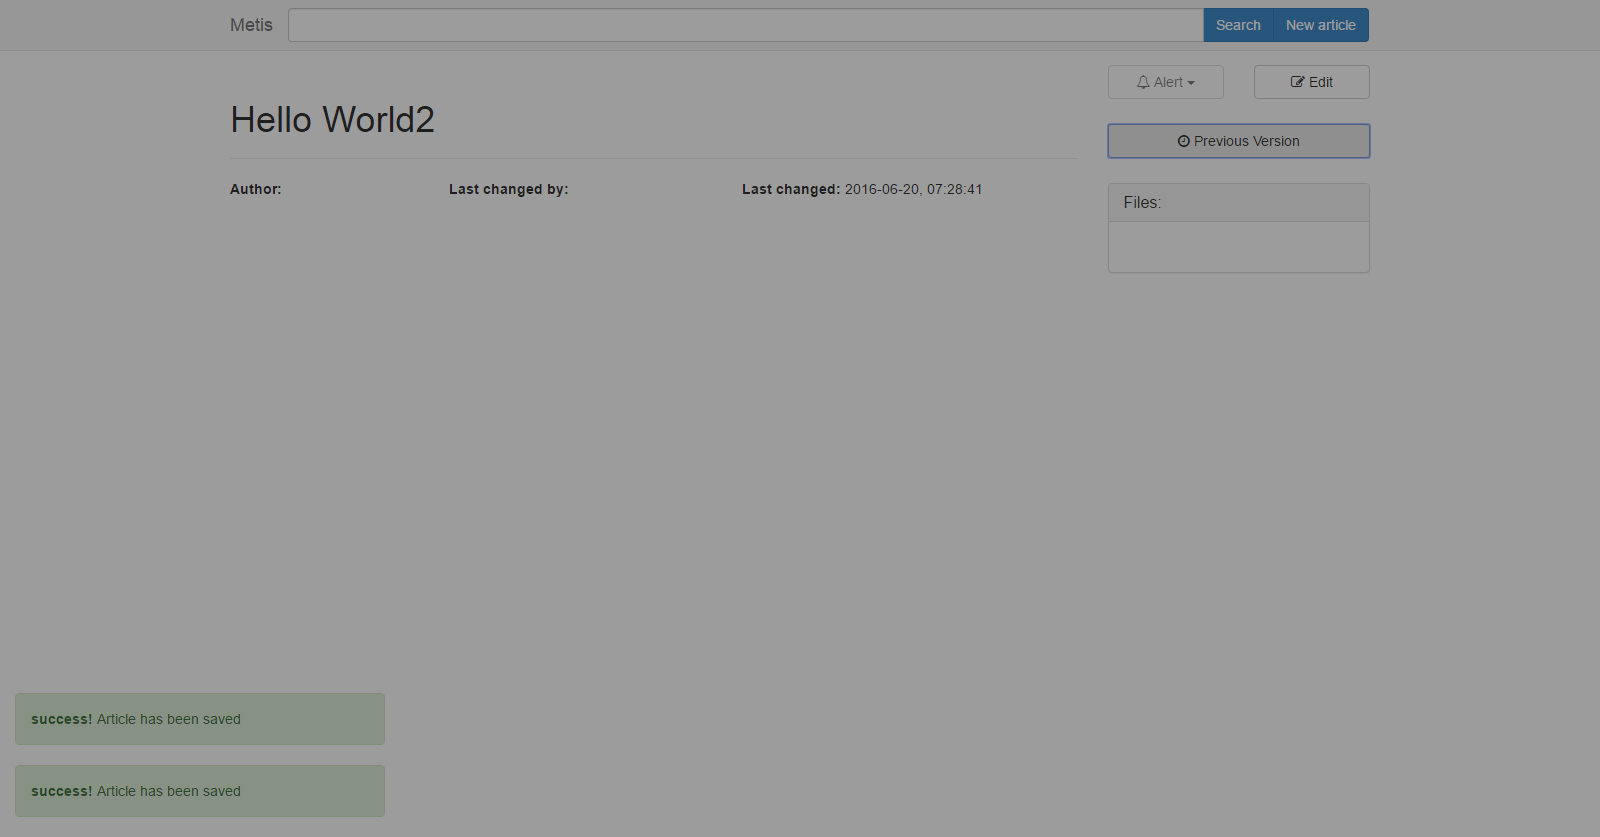 Metis Search New article
Alert Edit
Hello World2
Previous Version
Author: Last changed by: Last changed: 2016-06-20, 07:28:41
Files:
success! Article has been saved
success! Article has been saved